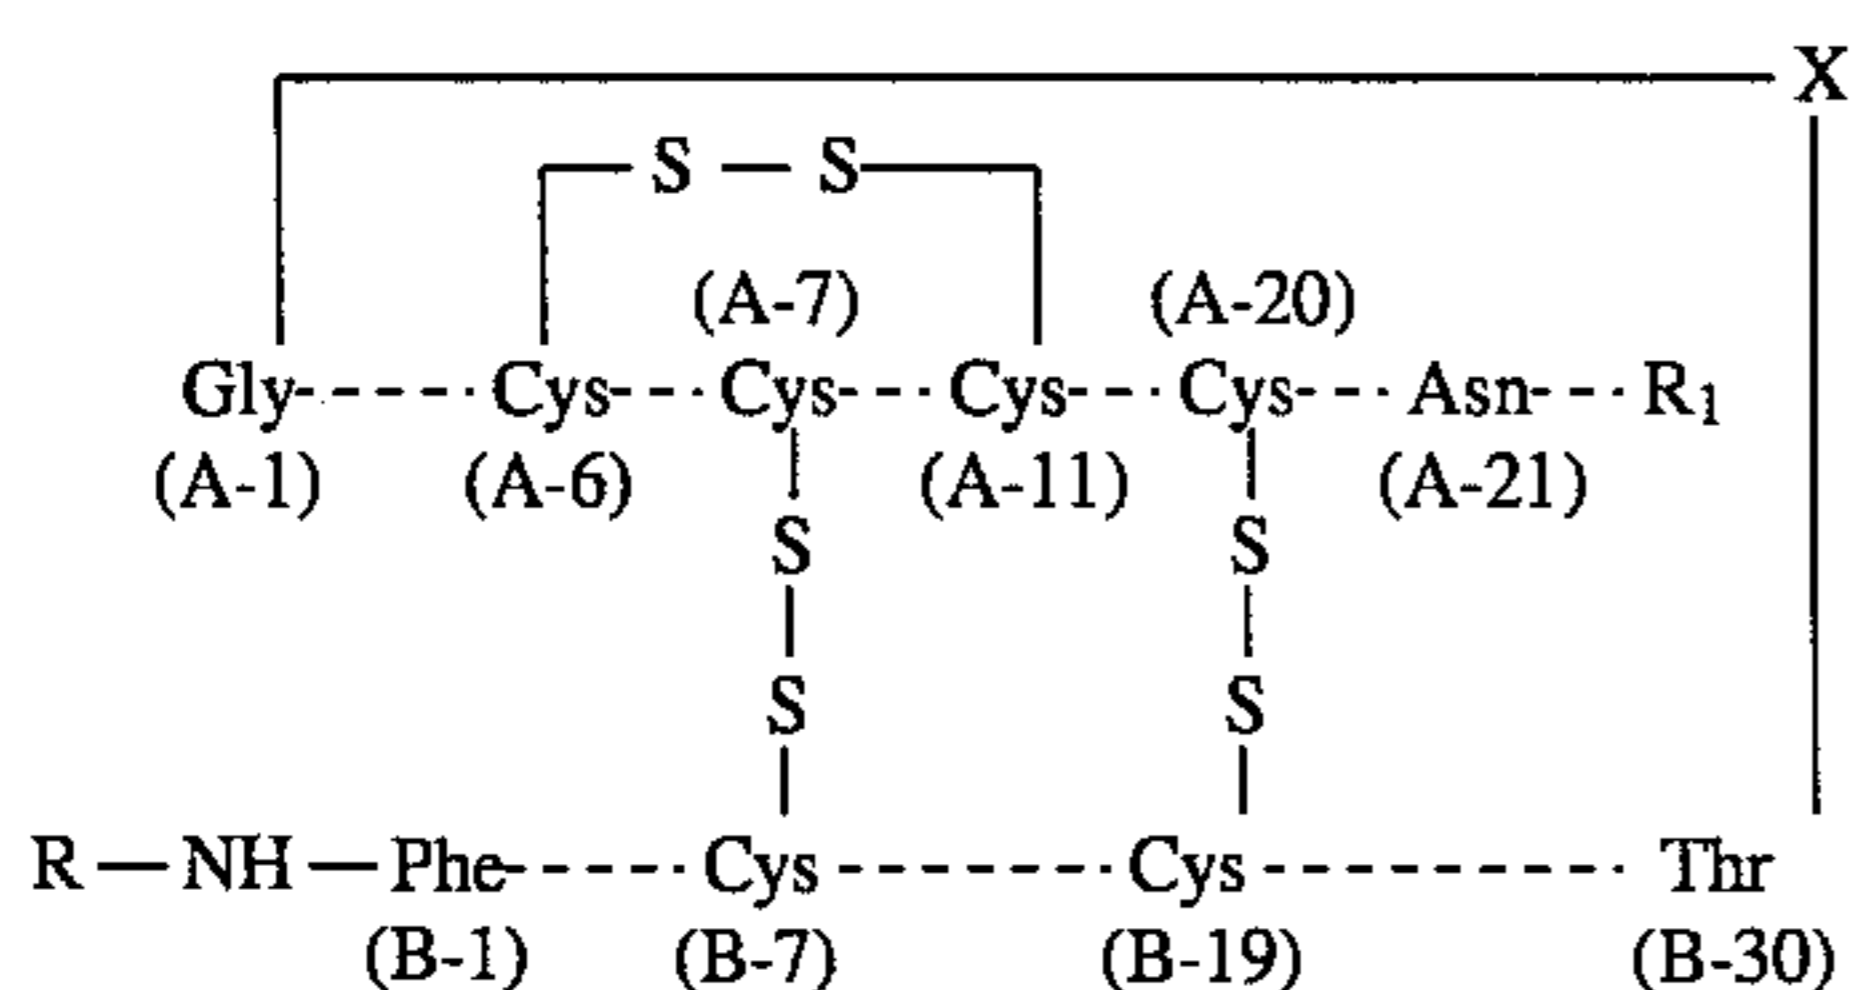 X
S — S
(A-7) (A-20)
Gly-----Cys---Cys---Cys---Cys---Asn---R₁
(A-1) (A-6) (A-11) (A-21)
S S
S S
R—NH—Phe-----Cys-------Cys---------Thr
(B-1) (B-7) (B-19) (B-30)